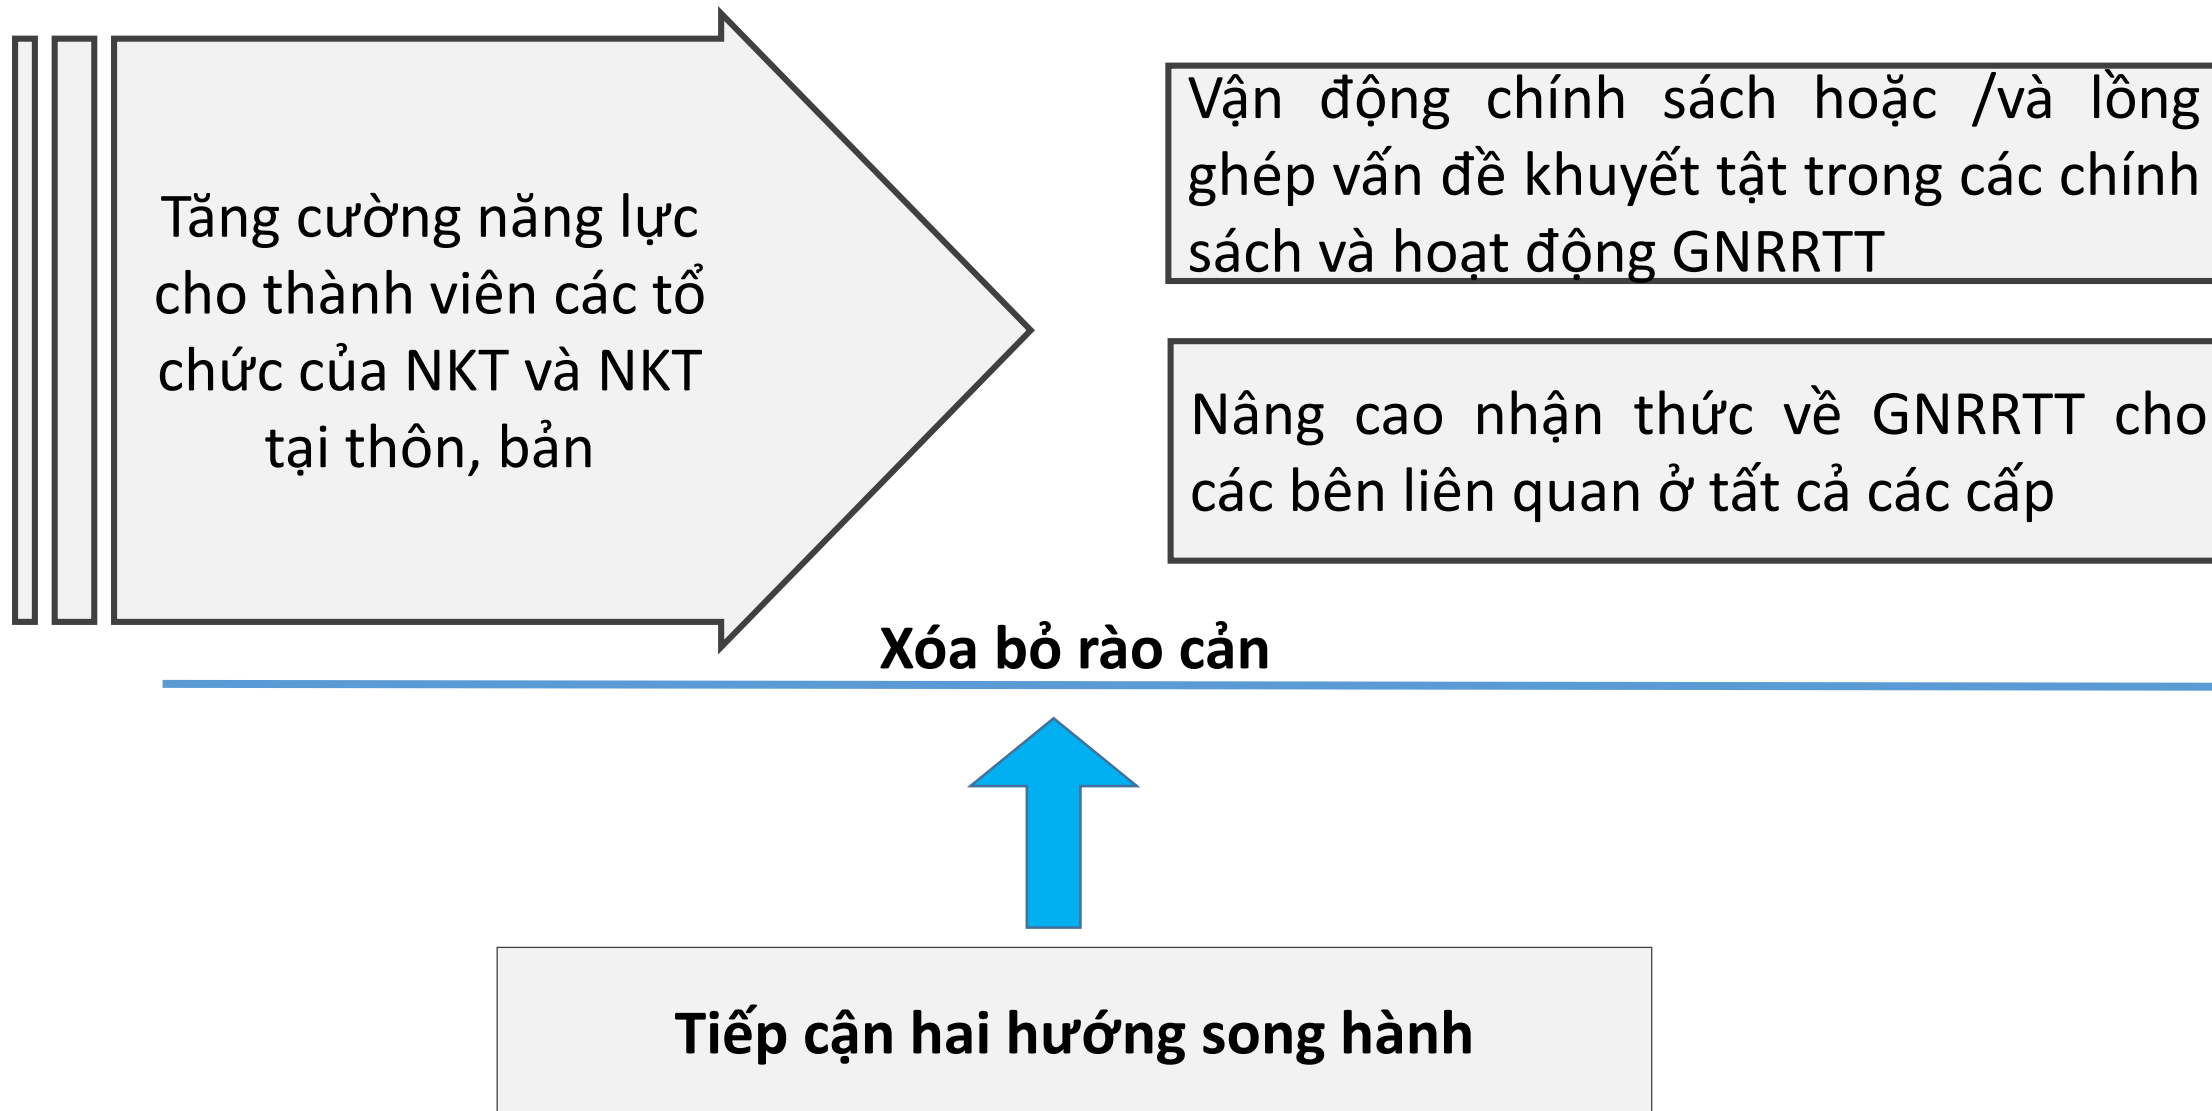 Tăng cường năng lực
cho thành viên các tổ
chức của NKT và NKT
tại thôn, bản
Vận động chính sách hoặc /và lồng
ghép vấn đề khuyết tật trong các chính
sách và hoạt động GNRRTT
Nâng cao nhận thức về GNRRTT cho
các bên liên quan ở tất cả các cấp
Xóa bỏ rào cản
Tiếp cận hai hướng song hành